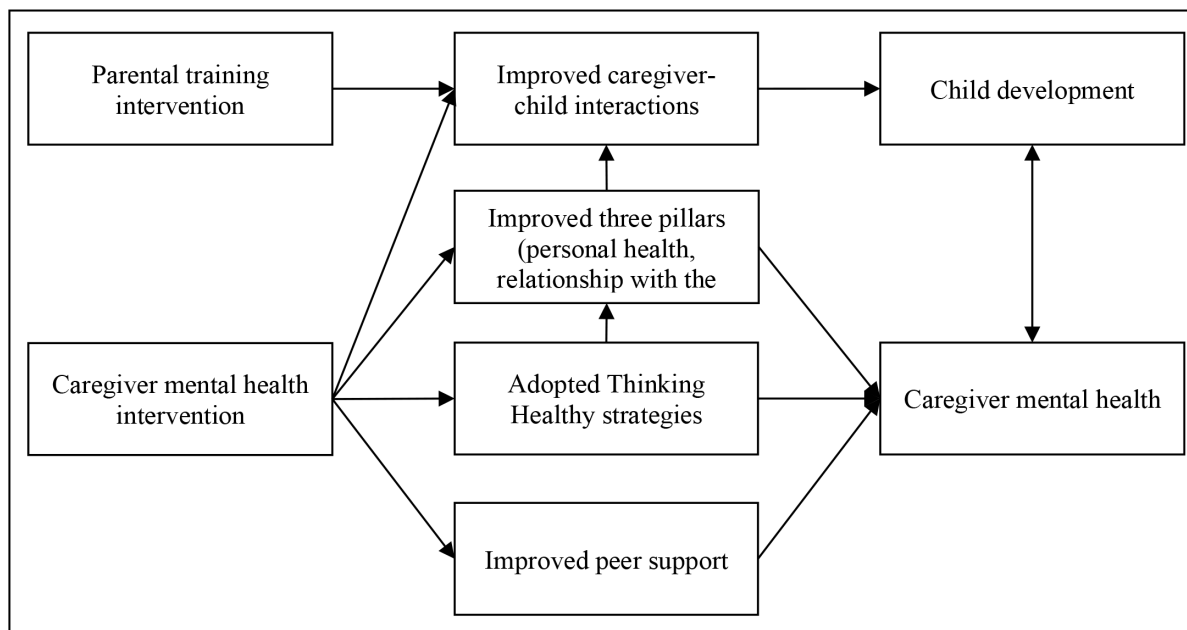 Parental training
intervention
Improved caregiver-
child interactions
Child development
Improved three pillars
(personal health,
relationship with the
Caregiver mental health
intervention
Adopted Thinking
Healthy strategies
Caregiver mental health
Improved peer support